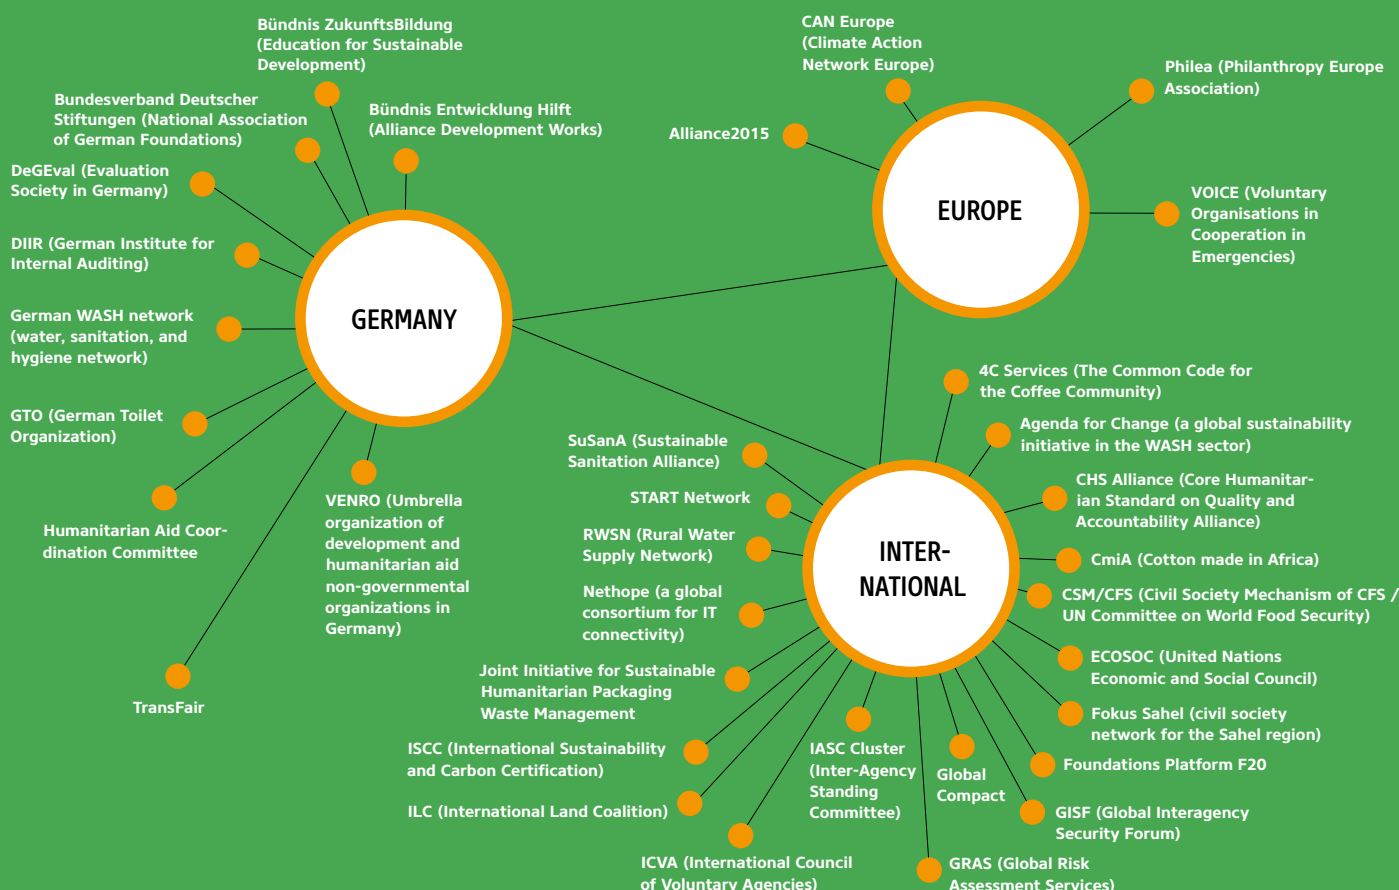 Bündnis ZukunftsBildung
(Education for Sustainable
Development)
Bundesverband Deutscher
Stiftungen (National Association
of German Foundations)
Bündnis Entwicklung Hilft
(Alliance Development Works)
DeGEval (Evaluation
Society in Germany)
DIIR (German Institute for
Internal Auditing)
German WASH network
(water, sanitation, and
hygiene network)
GTO (German Toilet
Organization)
Humanitarian Aid Coor-
dination Committee
TransFair
VENRO (Umbrella
organization of
development and
humanitarian aid
non-governmental
organizations in
Germany)
GERMANY
CAN Europe
(Climate Action
Network Europe)
Alliance2015
Philea (Philanthropy Europe
Association)
VOICE (Voluntary
Organisations in
Cooperation in
Emergencies)
EUROPE
4C Services (The Common Code for
the Coffee Community)
Agenda for Change (a global sustainability
initiative in the WASH sector)
CHS Alliance (Core Humanitar-
ian Standard on Quality and
Accountability Alliance)
CmiA (Cotton made in Africa)
CSM/CFS (Civil Society Mechanism of CFS /
UN Committee on World Food Security)
ECOSOC (United Nations
Economic and Social Council)
Fokus Sahel (civil society
network for the Sahel region)
Foundations Platform F20
GISF (Global Interagency
Security Forum)
GRAS (Global Risk
Assessment Services)
Global
Compact
IASC Cluster
(Inter-Agency
Standing
Committee)
ICVA (International Council
of Voluntary Agencies)
ILC (International Land Coalition)
ISCC (International Sustainability
and Carbon Certification)
Joint Initiative for Sustainable
Humanitarian Packaging
Waste Management
Nethope (a global
consortium for IT
connectivity)
RWSN (Rural Water
Supply Network)
START Network
SuSanA (Sustainable
Sanitation Alliance)
INTER-
NATIONAL